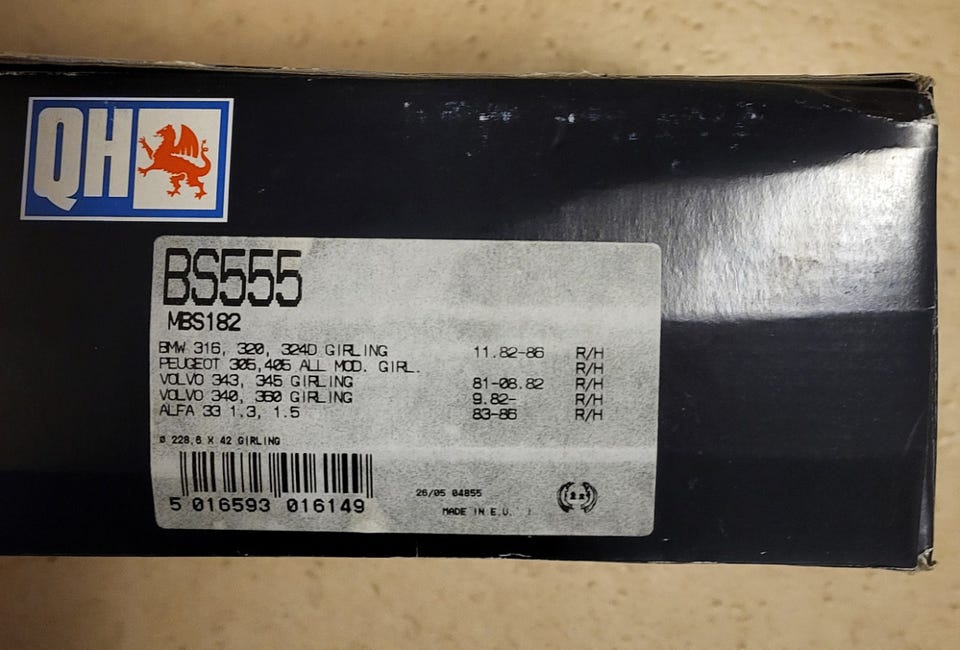 QH
BS555
MBS182
BMW 316, 320, 324D GIRLING 11.82-86 R/H
PEUGEOT 305,405 ALL MOD. GIRL. R/H
VOLVO 343, 345 GIRLING 81-08.82 R/H
VOLVO 340, 360 GIRLING 9.82- R/H
ALFA 33 1.3, 1.5 83-86 R/H
Ø 228,6 X 42 GIRLING
5 016593 016149
26/05 04855
MADE IN E.U.